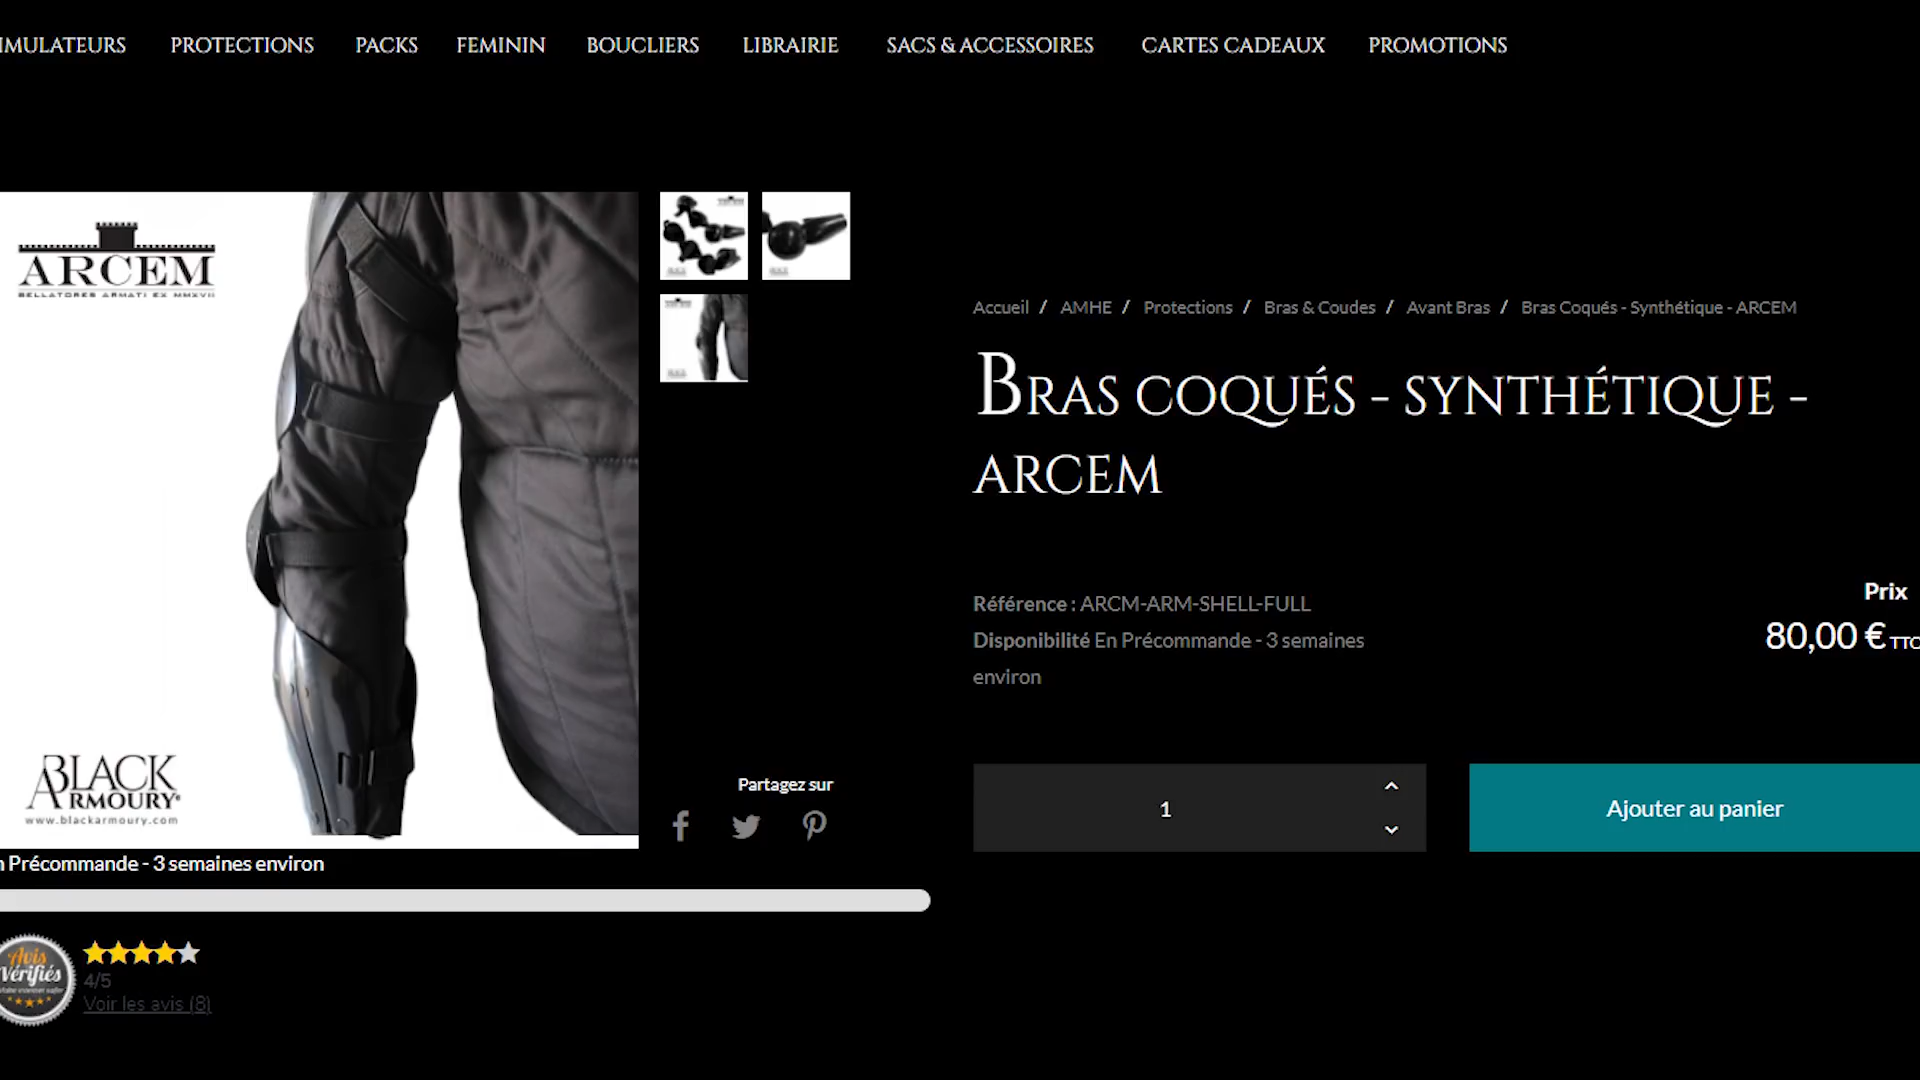 IMULATEURS PROTECTIONS PACKS FEMININ BOUCLIERS LIBRAIRIE SACS & ACCESSOIRES CARTES CADEAUX PROMOTIONS
ARCEM
BELLATORES ARMATI EX MMXVII
Accueil / AMHE / Protections / Bras & Coudes / Avant Bras / Bras Coqués - Synthétique - ARCEM
BRAS COQUÉS - SYNTHÉTIQUE -
ARCEM
Prix
80,00 € TTC
Référence : ARCM-ARM-SHELL-FULL
Disponibilité En Précommande - 3 semaines
environ
BLACK
ARMOURY
www.blackarmoury.com
Partagez sur
1
Ajouter au panier
n Précommande - 3 semaines environ
Avis
Vérifiés
4/5
Voir les avis (8)